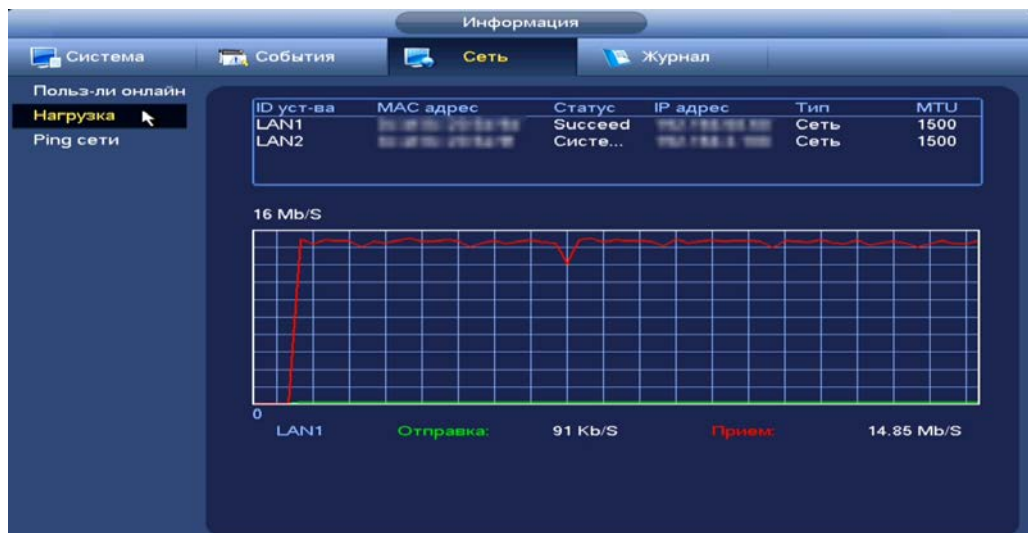 Информация
Система События Сеть Журнал
Польз-ли онлайн
Нагрузка
Ping сети
ID уст-ва MAC адрес Статус IP адрес Тип MTU
LAN1 Succeed Сеть 1500
LAN2 Систе... Сеть 1500
16 Mb/S
0
LAN1 Отправка: 91 Kb/S Прием: 14.85 Mb/S